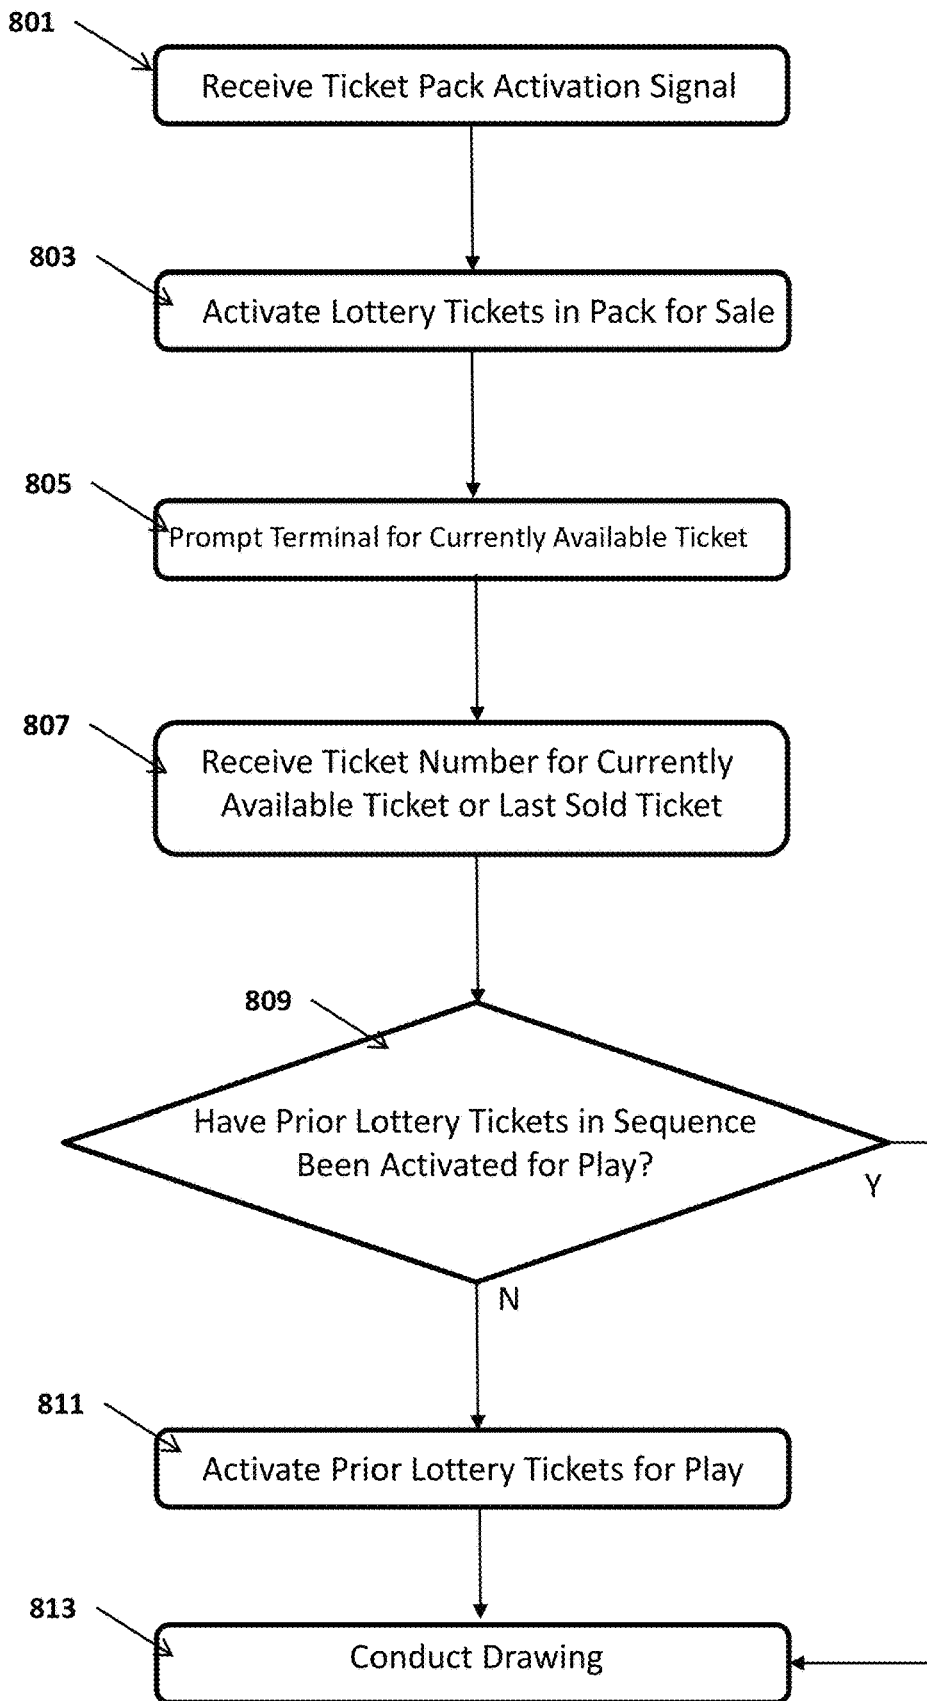 801
Receive Ticket Pack Activation Signal
803
Activate Lottery Tickets in Pack for Sale
805
Prompt Terminal for Currently Available Ticket
807
Receive Ticket Number for Currently
Available Ticket or Last Sold Ticket
809
Have Prior Lottery Tickets in Sequence
Been Activated for Play?
Y
N
811
Activate Prior Lottery Tickets for Play
813
Conduct Drawing